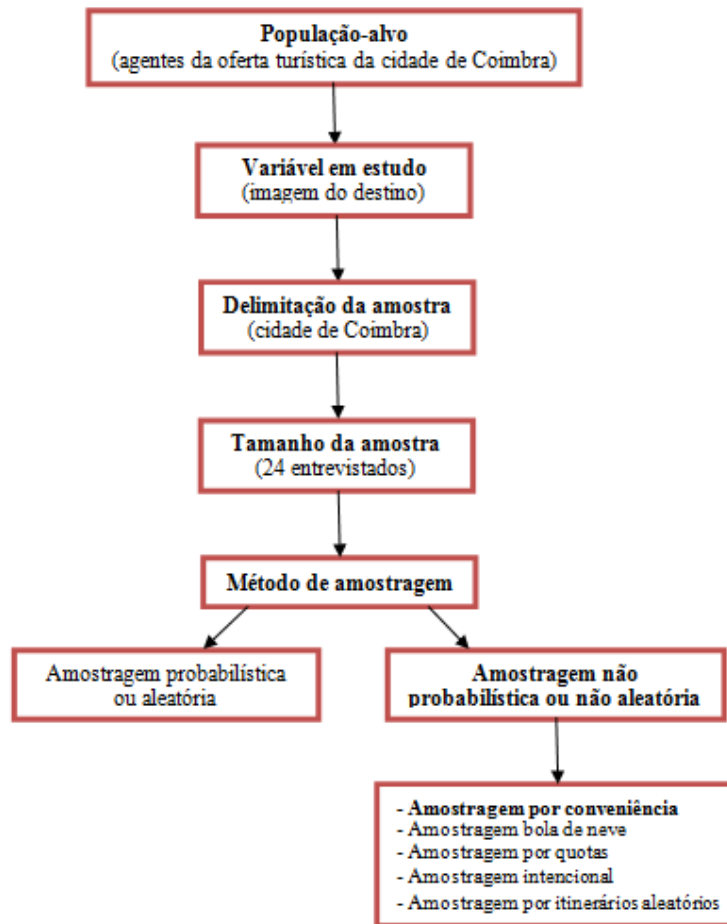 População-alvo
(agentes da oferta turística da cidade de Coimbra)
Variável em estudo
(imagem do destino)
Delimitação da amostra
(cidade de Coimbra)
Tamanho da amostra
(24 entrevistados)
Método de amostragem
Amostragem probabilística
ou aleatória
Amostragem não
probabilística ou não aleatória
- Amostragem por conveniência
- Amostragem bola de neve
- Amostragem por quotas
- Amostragem intencional
- Amostragem por itinerários aleatórios